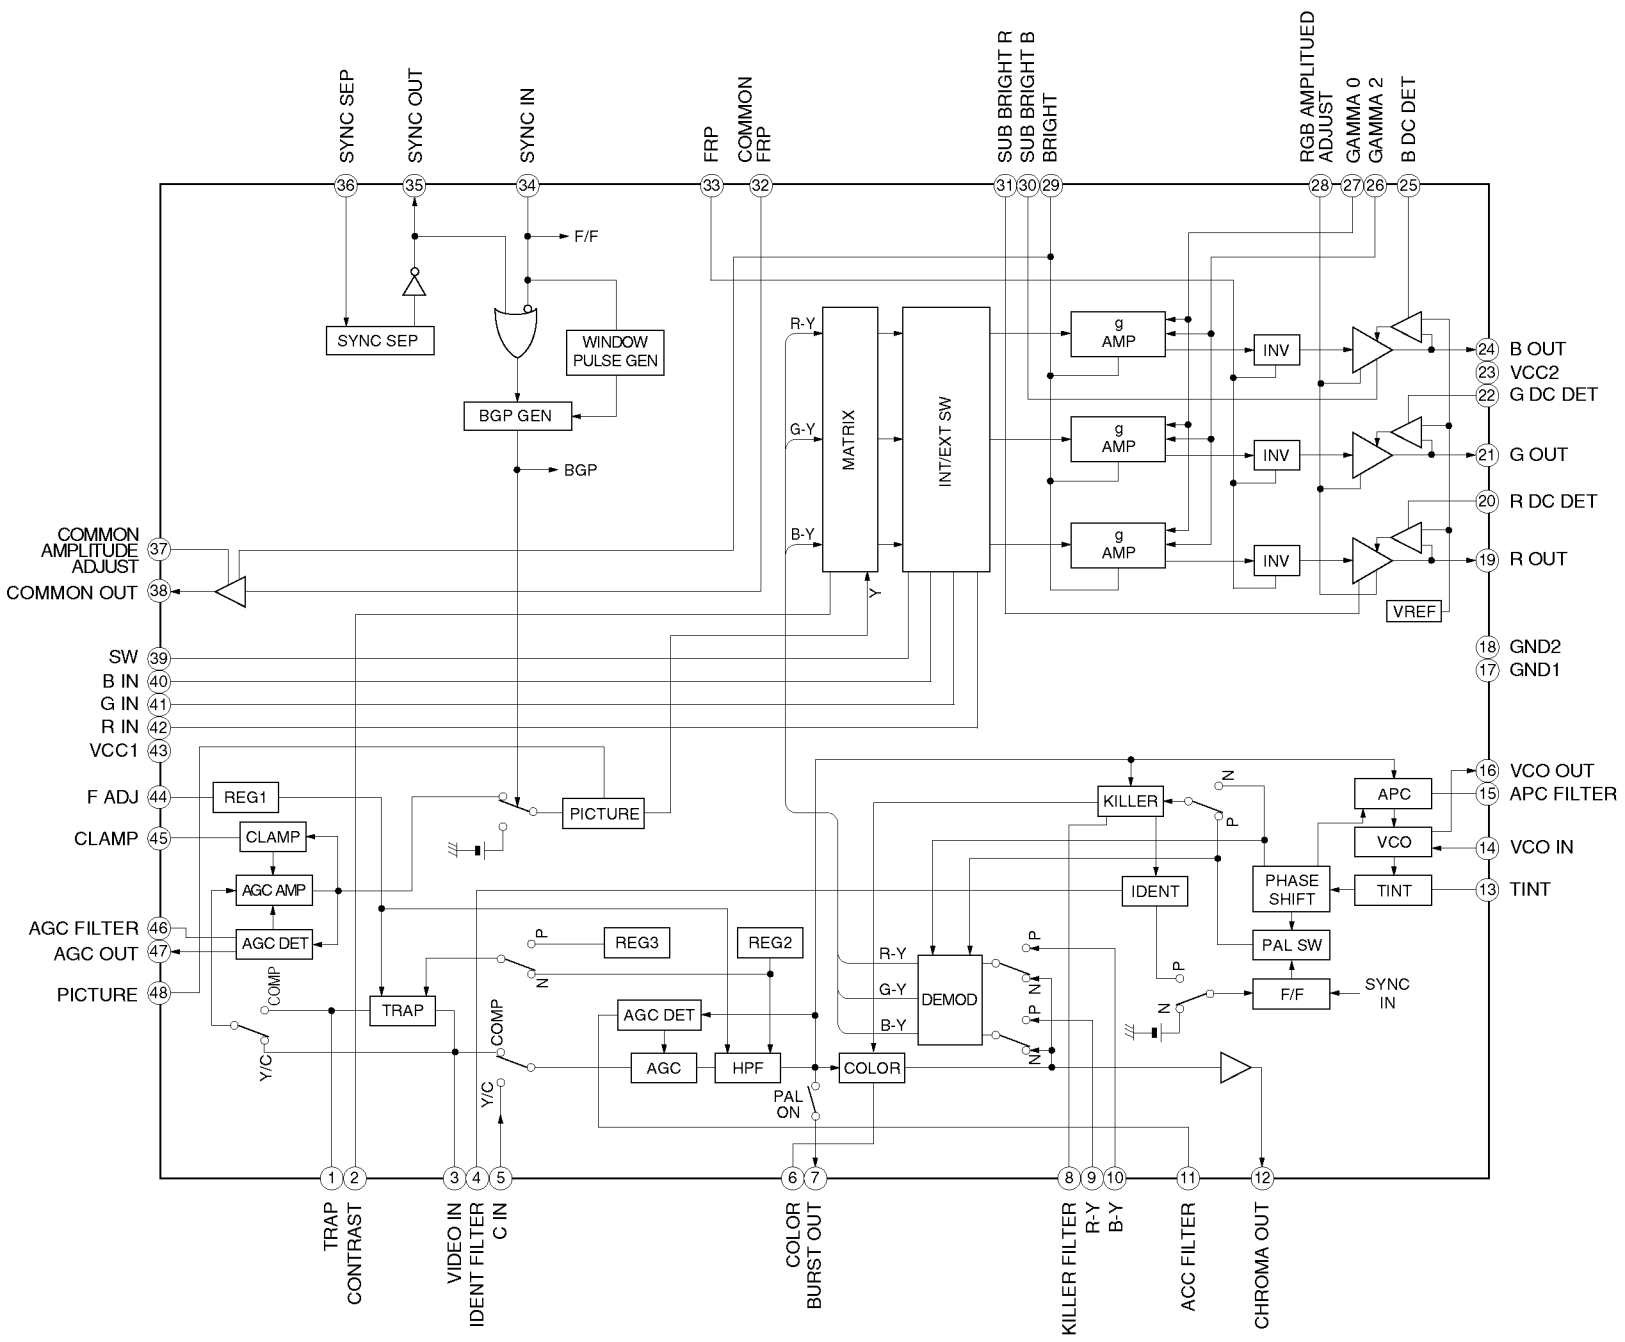 SYNC SEP
SYNC OUT
SYNC IN
FRP
COMMON
FRP
SUB BRIGHT R
SUB BRIGHT B
BRIGHT
RGB AMPLITUED
ADJUST
GAMMA 0
GAMMA 2
B DC DET
36
35
34
33
32
31
30
29
28
27
26
25
F/F
SYNC SEP
WINDOW
PULSE GEN
BGP GEN
BGP
R-Y
G-Y
B-Y
MATRIX
INT/EXT SW
Y
g
AMP
INV
g
AMP
INV
g
AMP
INV
VREF
24 B OUT
23 VCC2
22 G DC DET
21 G OUT
20 R DC DET
19 R OUT
18 GND2
17 GND1
16 VCO OUT
15 APC FILTER
14 VCO IN
13 TINT
COMMON
AMPLITUDE
ADJUST
37
COMMON OUT 38
SW 39
B IN 40
G IN 41
R IN 42
VCC1 43
F ADJ 44
CLAMP 45
AGC FILTER 46
AGC OUT 47
PICTURE 48
REG1
CLAMP
AGC AMP
AGC DET
COMP
Y/C
TRAP
PICTURE
P
N
REG3
REG2
COMP
Y/C
AGC DET
AGC
HPF
PAL
ON
COLOR
R-Y
G-Y
B-Y
DEMOD
P
N
P
N
KILLER
N
P
IDENT
APC
VCO
TINT
PHASE
SHIFT
PAL SW
F/F
SYNC
IN
P
N
1
2
3
4
5
6
7
8
9
10
11
12
TRAP
CONTRAST
VIDEO IN
IDENT FILTER
C IN
COLOR
BURST OUT
KILLER FILTER
R-Y
B-Y
ACC FILTER
CHROMA OUT